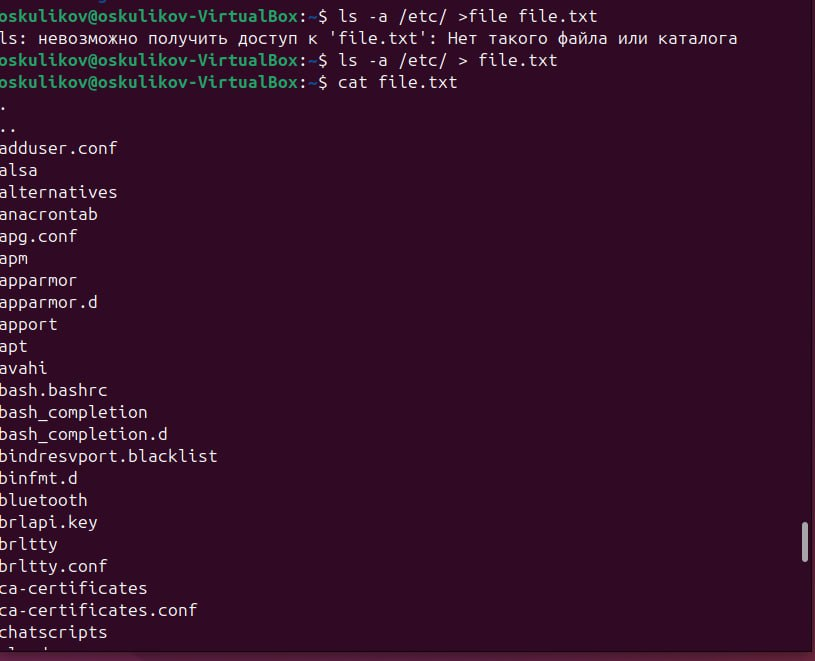 oskulikov@oskulikov-VirtualBox:~$ ls -a /etc/ >file file.txt
ls: невозможно получить доступ к 'file.txt': Нет такого файла или каталога
oskulikov@oskulikov-VirtualBox:~$ ls -a /etc/ > file.txt
oskulikov@oskulikov-VirtualBox:~$ cat file.txt
.
..
adduser.conf
alsa
alternatives
anacrontab
apg.conf
apm
apparmor
apparmor.d
apport
apt
avahi
bash.bashrc
bash_completion
bash_completion.d
bindresvport.blacklist
binfmt.d
bluetooth
brlapi.key
brltty
brltty.conf
ca-certificates
ca-certificates.conf
chatscripts